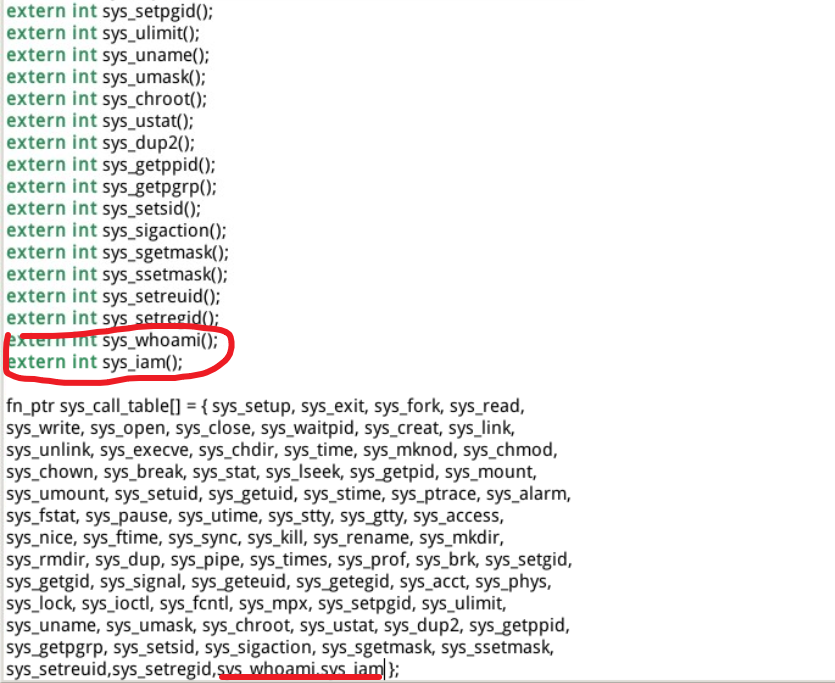 extern int sys_setpgid();
extern int sys_ulimit();
extern int sys_uname();
extern int sys_umask();
extern int sys_chroot();
extern int sys_ustat();
extern int sys_dup2();
extern int sys_getppid();
extern int sys_getpgrp();
extern int sys_setsid();
extern int sys_sigaction();
extern int sys_sgetmask();
extern int sys_ssetmask();
extern int sys_setreuid();
extern int sys_setregid();
extern int sys_whoami();
extern int sys_iam();
fn_ptr sys_call_table[] = { sys_setup, sys_exit, sys_fork, sys_read,
sys_write, sys_open, sys_close, sys_waitpid, sys_creat, sys_link,
sys_unlink, sys_execve, sys_chdir, sys_time, sys_mknod, sys_chmod,
sys_chown, sys_break, sys_stat, sys_lseek, sys_getpid, sys_mount,
sys_umount, sys_setuid, sys_getuid, sys_stime, sys_ptrace, sys_alarm,
sys_fstat, sys_pause, sys_utime, sys_stty, sys_gtty, sys_access,
sys_nice, sys_ftime, sys_sync, sys_kill, sys_rename, sys_mkdir,
sys_rmdir, sys_dup, sys_pipe, sys_times, sys_prof, sys_brk, sys_setgid,
sys_getgid, sys_signal, sys_geteuid, sys_getegid, sys_acct, sys_phys,
sys_lock, sys_ioctl, sys_fcntl, sys_mpx, sys_setpgid, sys_ulimit,
sys_uname, sys_umask, sys_chroot, sys_ustat, sys_dup2, sys_getppid,
sys_getpgrp, sys_setsid, sys_sigaction, sys_sgetmask, sys_ssetmask,
sys_setreuid,sys_setregid,sys_whoami,sys_iam };